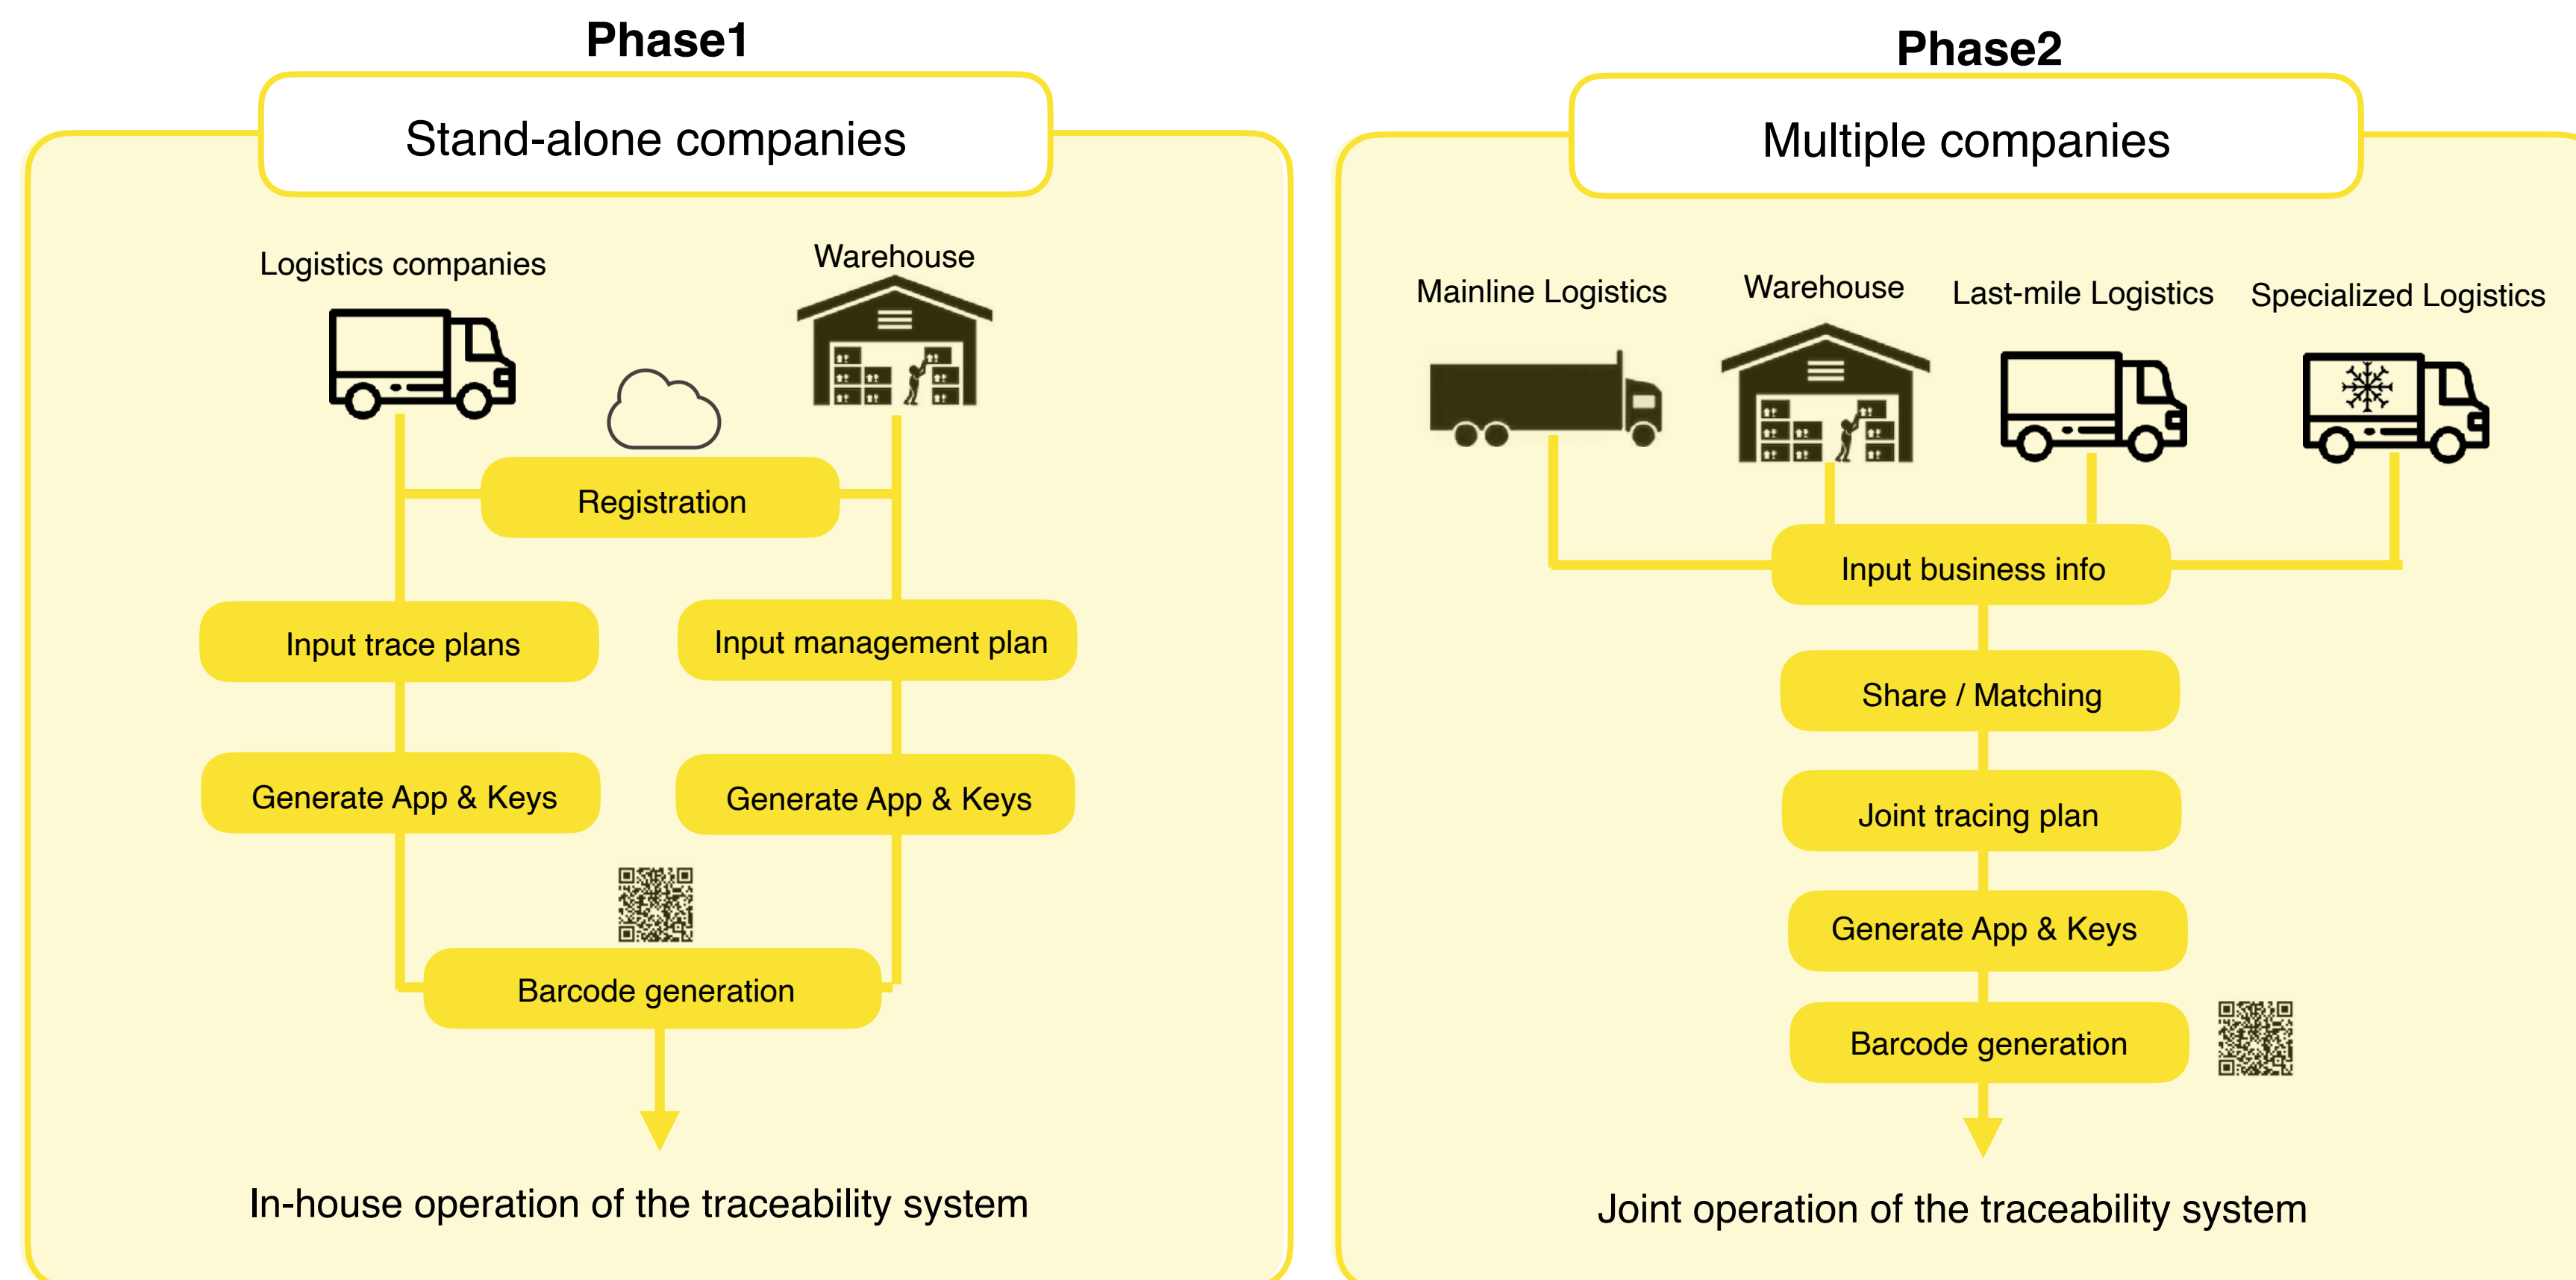 Phase1
Stand-alone companies
Logistics companies
Warehouse
Registration
Input trace plans
Input management plan
Generate App & Keys
Generate App & Keys
Barcode generation
In-house operation of the traceability system
Phase2
Multiple companies
Mainline Logistics
Warehouse
Last-mile Logistics
Specialized Logistics
Input business info
Share / Matching
Joint tracing plan
Generate App & Keys
Barcode generation
Joint operation of the traceability system